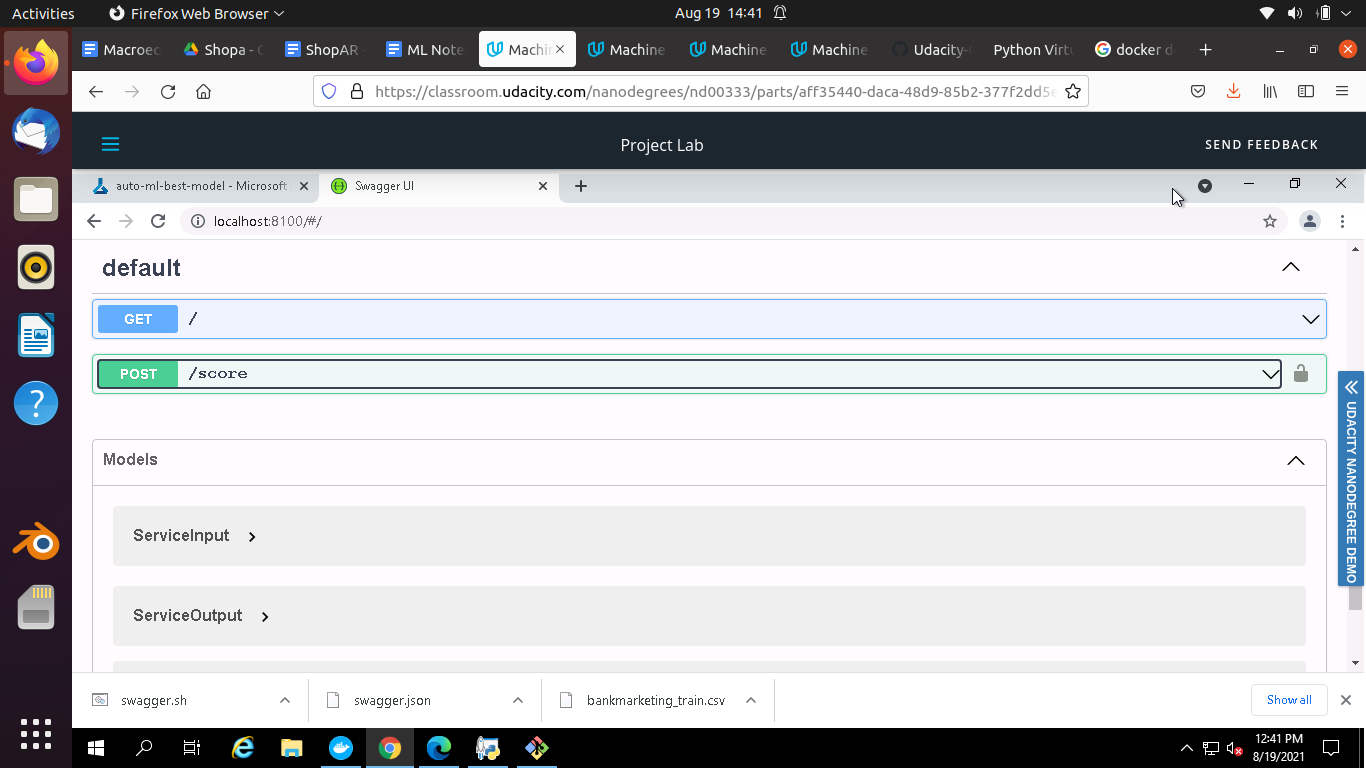 Activities
Firefox Web Browser
Aug 19 14:41
Macroec
Shopa - G
ShopAR
ML Note
Machin
Machine
Machine
Machine
Udacity-
Python Virtu
docker d
https://classroom.udacity.com/nanodegrees/nd00333/parts/aff35440-daca-48d9-85b2-377f2dd5e
Project Lab
SEND FEEDBACK
auto-ml-best-model - Microsoft
Swagger UI
localhost:8100/#/
default
GET /
POST /score
Models
ServiceInput
ServiceOutput
UDACITY NANODEGREE DEMO
swagger.sh
swagger.json
bankmarketing_train.csv
Show all
12:41 PM
8/19/2021